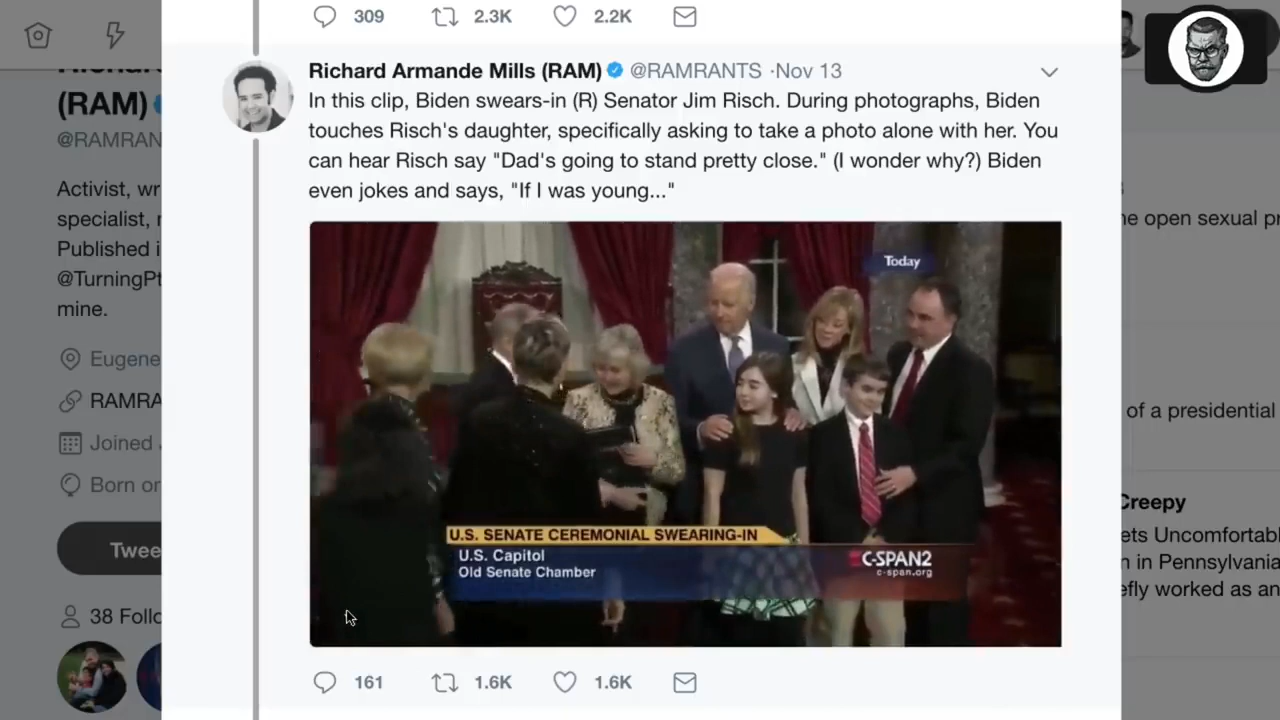 309 2.3K 2.2K
Richard Armande Mills (RAM) @RAMRANTS ·Nov 13
In this clip, Biden swears-in (R) Senator Jim Risch. During photographs, Biden
touches Risch's daughter, specifically asking to take a photo alone with her. You
can hear Risch say "Dad's going to stand pretty close." (I wonder why?) Biden
even jokes and says, "If I was young..."
Today
U.S. SENATE CEREMONIAL SWEARING-IN
U.S. Capitol
Old Senate Chamber
C-SPAN2
c-span.org
161 1.6K 1.6K
(RAM)
@RAMRAN
Activist, wr
specialist, r
Published i
@TurningPt
mine.
Eugene
RAMRA
Joined
Born or
Twee
38 Follo
ne open sexual pr
of a presidential
Creepy
ets Uncomfortabl
n in Pennsylvania
efly worked as an